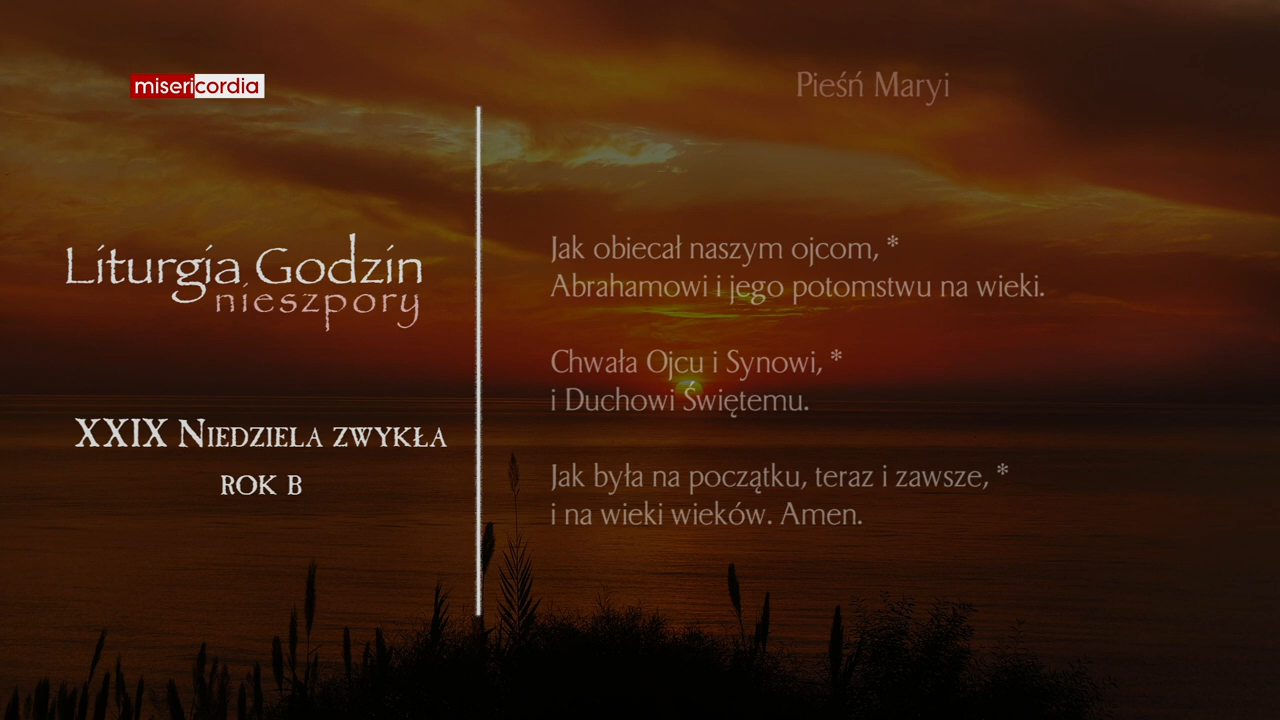 misericordia
Liturgia Godzin
nieszpory
XXIX Niedziela zwykła
rok B
Pieśń Maryi
Jak obiecał naszym ojcom, *
Abrahamowi i jego potomstwu na wieki.
Chwała Ojcu i Synowi, *
i Duchowi Świętemu.
Jak była na początku, teraz i zawsze, *
i na wieki wieków. Amen.